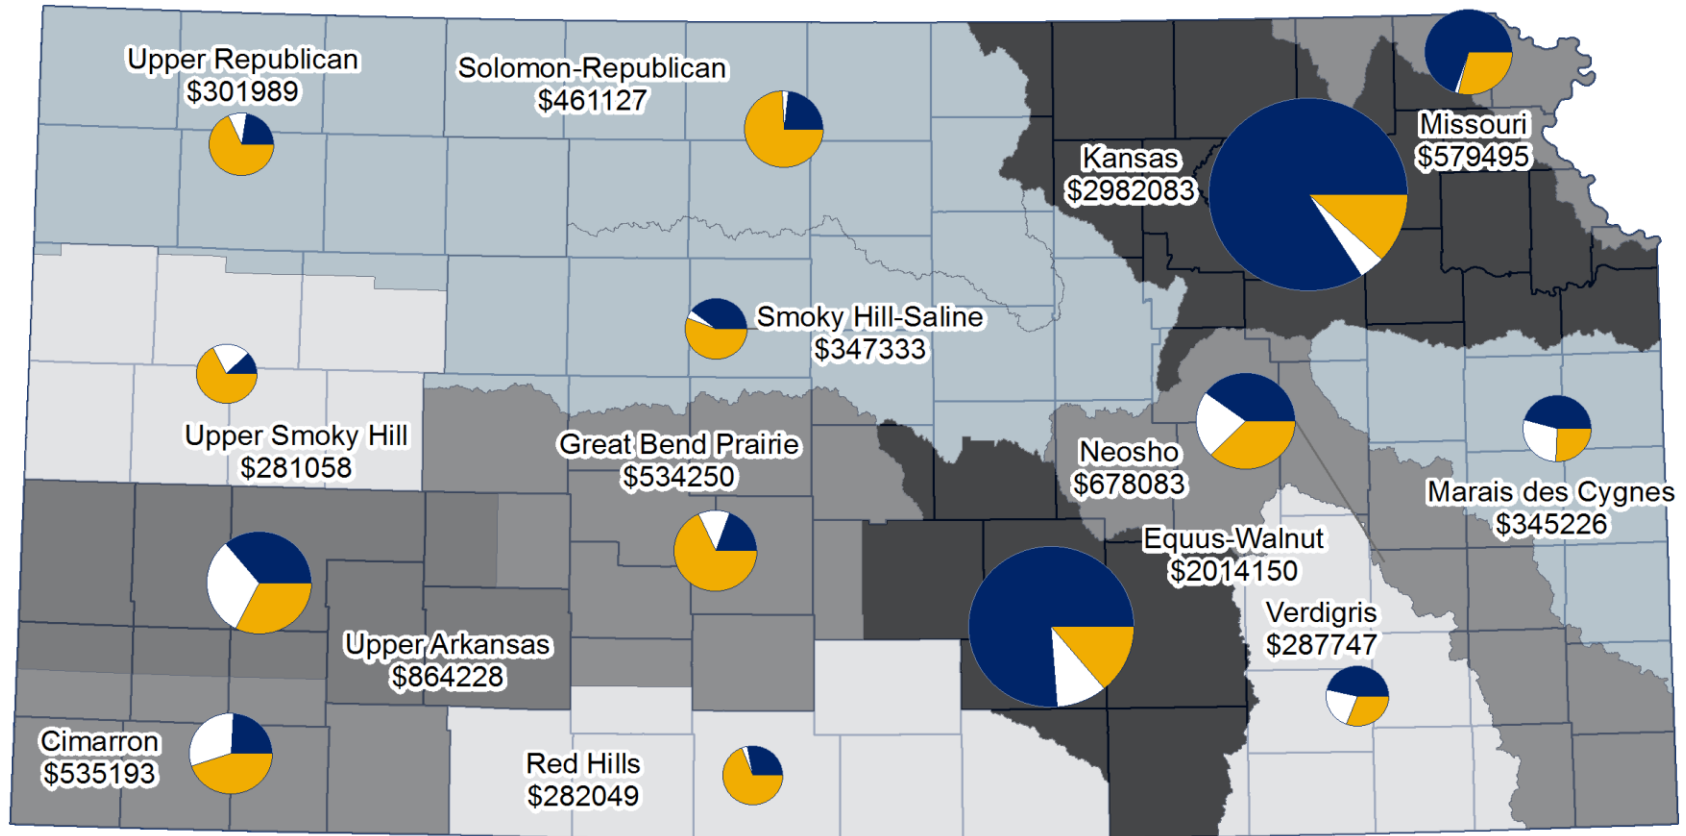 Upper Republican
$301989
Solomon-Republican
$461127
Missouri
$579495
Kansas
$2982083
Smoky Hill-Saline
$347333
Upper Smoky Hill
$281058
Great Bend Prairie
$534250
Neosho
$678083
Marais des Cygnes
$345226
Equus-Walnut
$2014150
Verdigris
$287747
Upper Arkansas
$864228
Cimarron
$535193
Red Hills
$282049